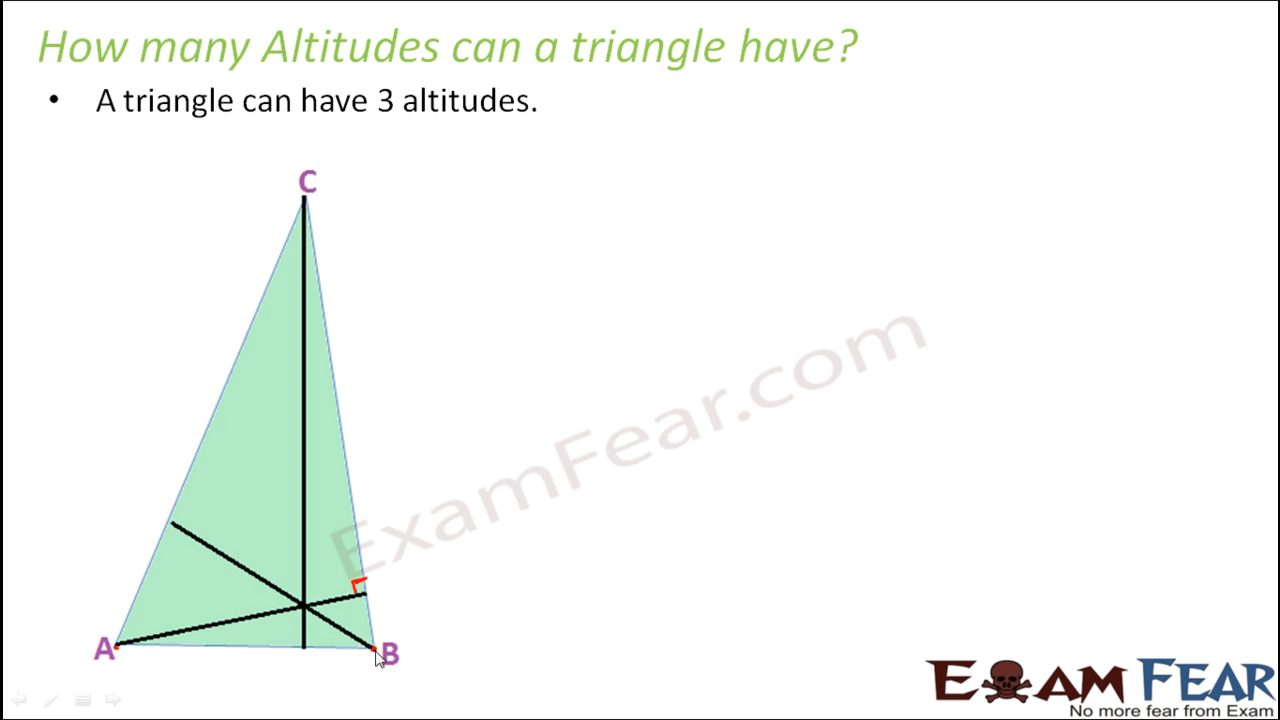 How many Altitudes can a triangle have?
• A triangle can have 3 altitudes.
C
ExamFear.com
A
B
EXAM FEAR
No more fear from Exam